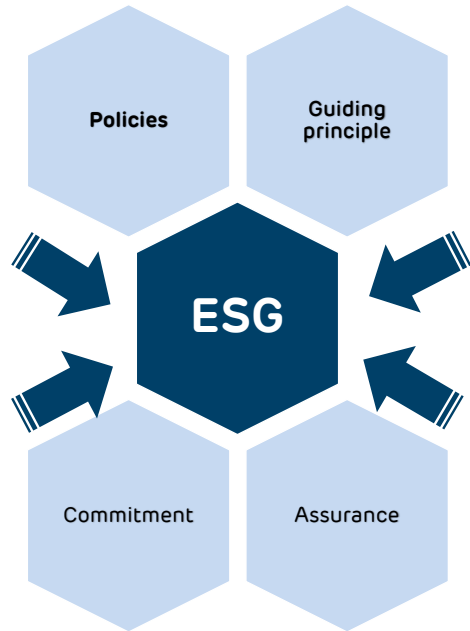 Policies
Guiding
principle
ESG
Commitment
Assurance